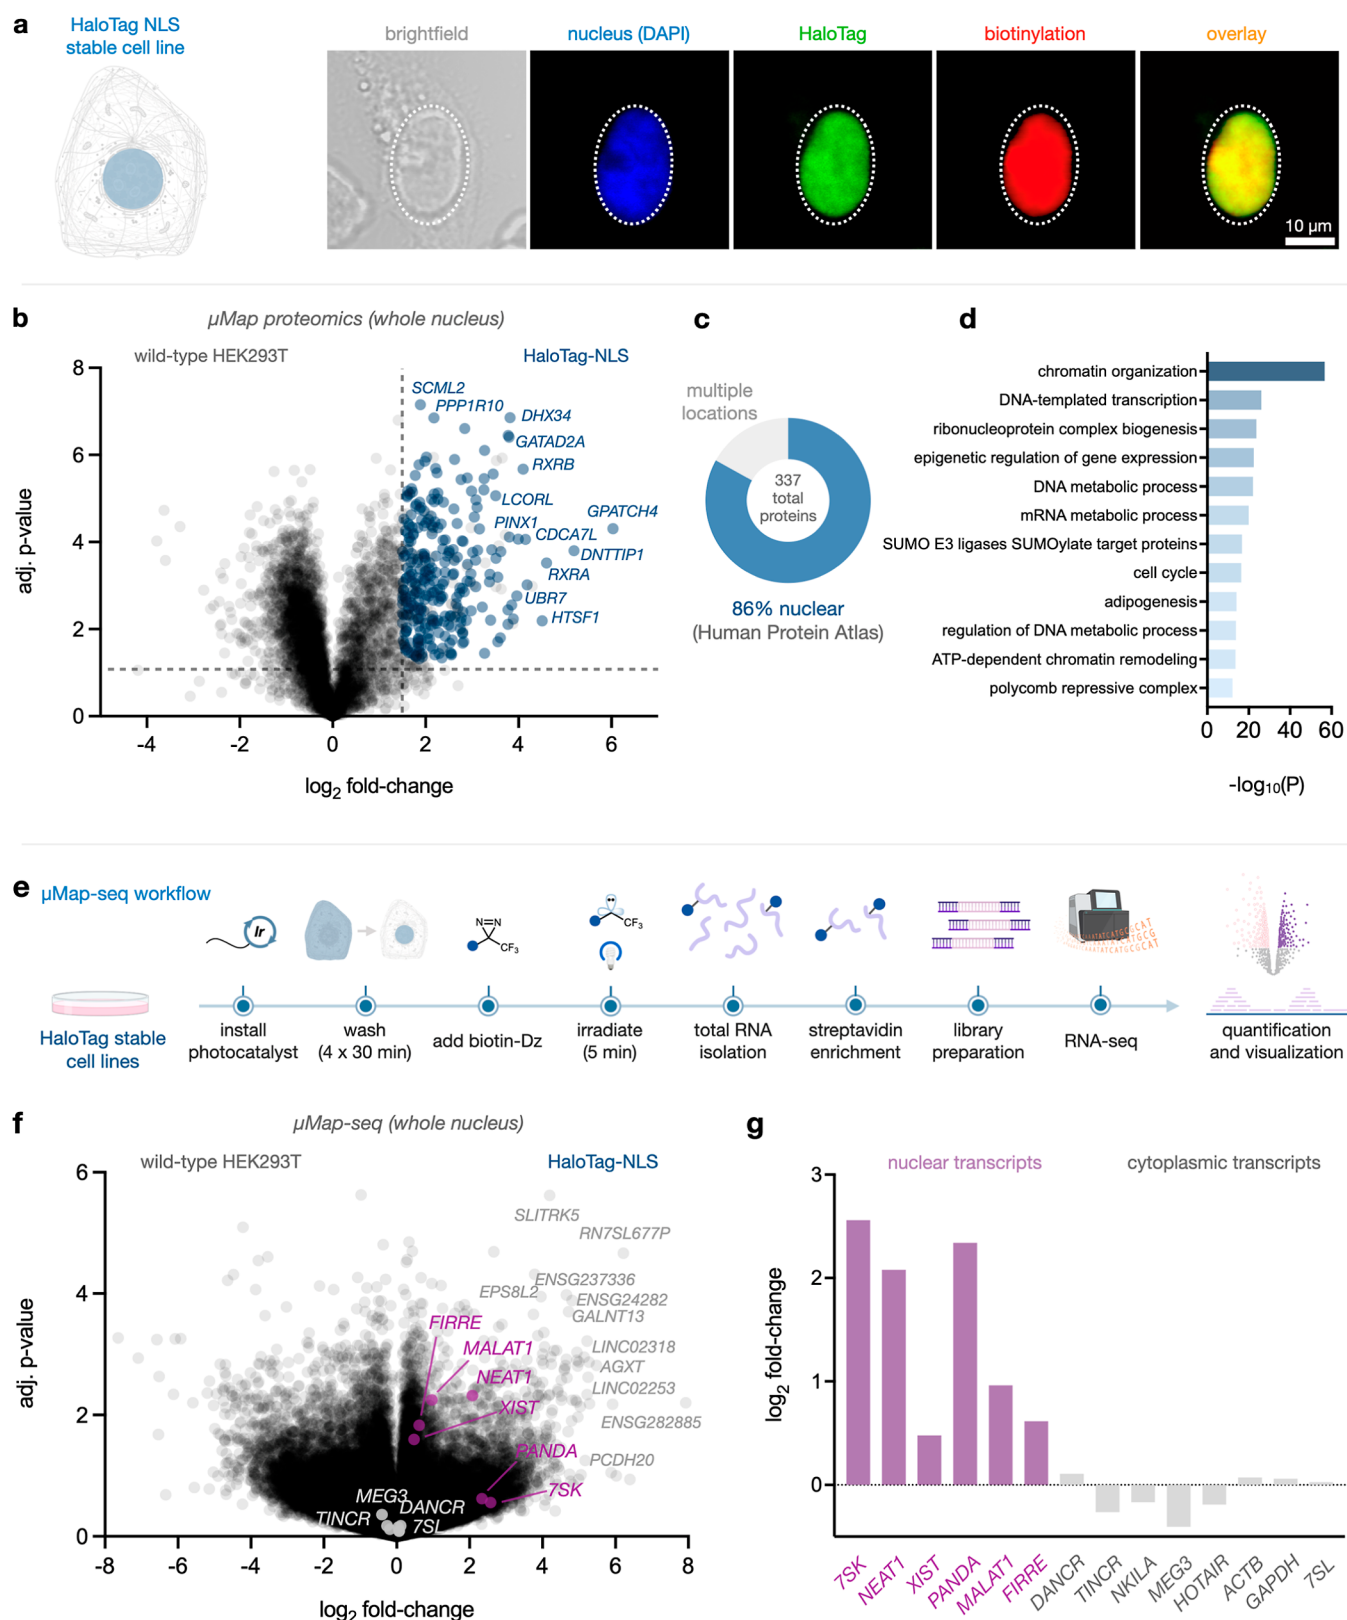 a
HaloTag NLS
stable cell line
brightfield
nucleus (DAPI)
HaloTag
biotinylation
overlay
10 µm
b
µMap proteomics (whole nucleus)
wild-type HEK293T
HaloTag-NLS
adj. p-value
8
6
4
2
0
-4
-2
0
2
4
6
log2 fold-change
SCML2
PPP1R10
DHX34
GATAD2A
RXRB
LCORL
GPATCH4
PINX1
CDCA7L
DNTTIP1
RXRA
UBR7
HTSF1
c
multiple
locations
337
total
proteins
86% nuclear
(Human Protein Atlas)
d
chromatin organization
DNA-templated transcription
ribonucleoprotein complex biogenesis
epigenetic regulation of gene expression
DNA metabolic process
mRNA metabolic process
SUMO E3 ligases SUMOylate target proteins
cell cycle
adipogenesis
regulation of DNA metabolic process
ATP-dependent chromatin remodeling
polycomb repressive complex
0
20
40
60
-log10(P)
e
µMap-seq workflow
Ir
N=N
CF3
CF3
HaloTag stable
cell lines
install
photocatalyst
wash
(4 x 30 min)
add biotin-Dz
irradiate
(5 min)
total RNA
isolation
streptavidin
enrichment
library
preparation
RNA-seq
quantification
and visualization
f
µMap-seq (whole nucleus)
wild-type HEK293T
HaloTag-NLS
adj. p-value
6
4
2
0
-8
-6
-4
-2
0
2
4
6
8
log2 fold-change
SLITRK5
RN7SL677P
ENSG237336
EPS8L2
ENSG24282
GALNT13
FIRRE
MALAT1
LINC02318
AGXT
NEAT1
LINC02253
XIST
ENSG282885
PANDA
PCDH20
7SK
MEG3
DANCR
TINCR
7SL
g
nuclear transcripts
cytoplasmic transcripts
log2 fold-change
3
2
1
0
7SK
NEAT1
XIST
PANDA
MALAT1
FIRRE
DANCR
TINCR
NKILA
MEG3
HOTAIR
ACTB
GAPDH
7SL